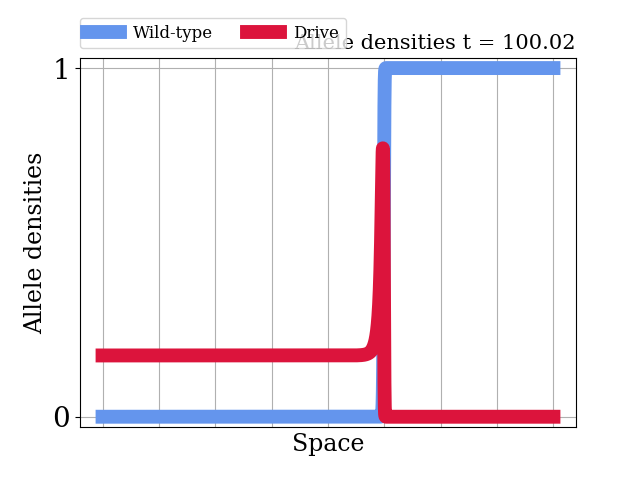 Wild-type Drive
Allele densities t = 100.02
1
Allele densities
0
Space